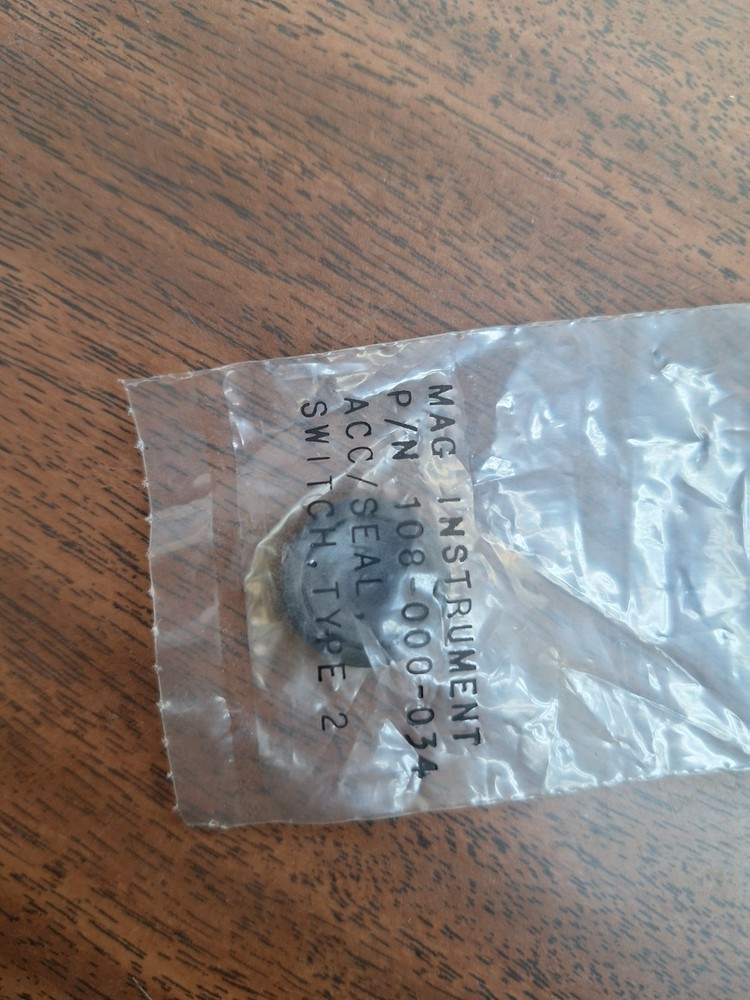 MAG INSTRUMENT
P/N 108-000-034
ACC/SEAL,
SWITCH,TYPE 2